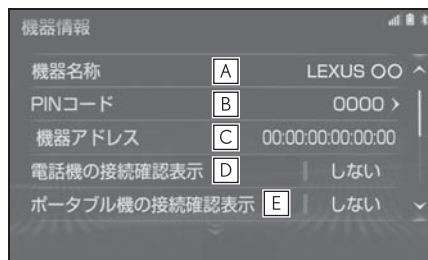 機器情報
機器名称 A LEXUS ○○
PINコード B 0000 >
機器アドレス C 00:00:00:00:00:00
電話機の接続確認表示 D しない
ポータブル機の接続確認表示 E しない